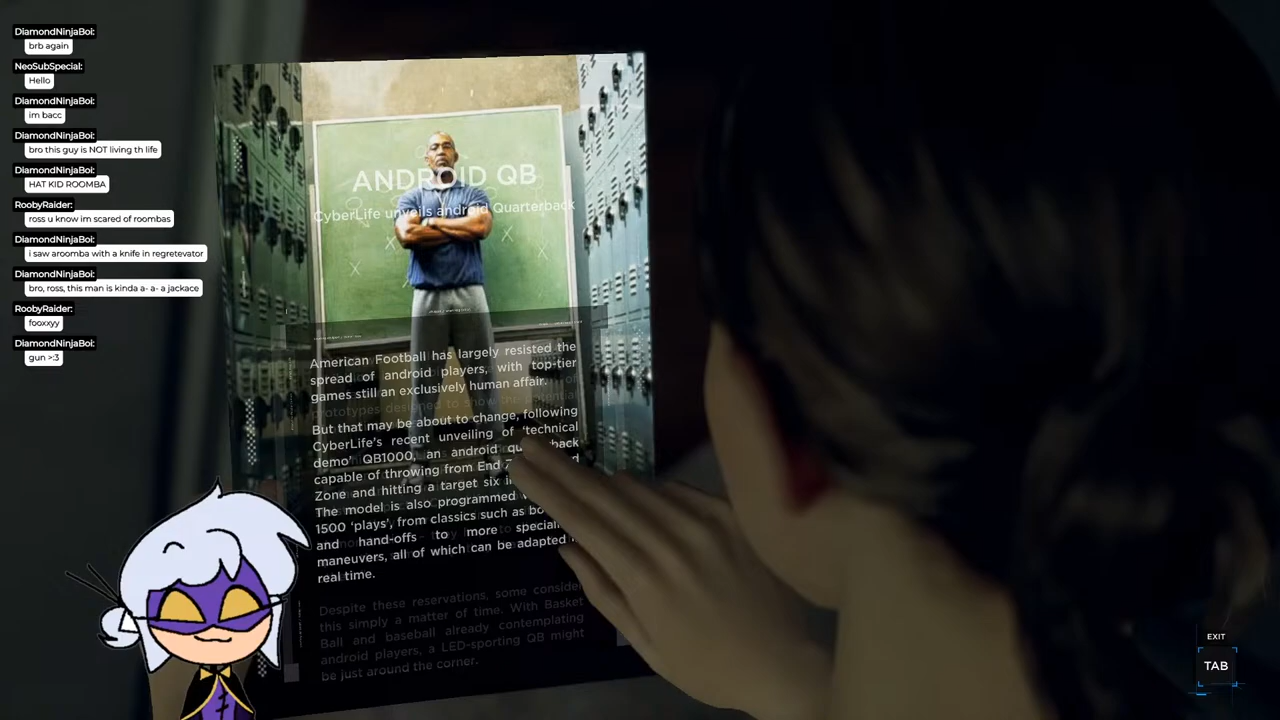 DiamondNinjaBoi:
brb again
NeoSubSpecial:
Hello
DiamondNinjaBoi:
im bacc
DiamondNinjaBoi:
bro this guy is NOT living th life
DiamondNinjaBoi:
HAT KID ROOMBA
RoobyRaider:
ross u know im scared of roombas
DiamondNinjaBoi:
i saw aroomba with a knife in regretevator
DiamondNinjaBoi:
bro, ross, this man is kinda a- a- a jackace
RoobyRaider:
fooxxyy
DiamondNinjaBoi:
gun >:3
ANDROID QB
CyberLife unveils android Quarterback
American Football has largely resisted the
spread of android players, with top-tier
games still an exclusively human affair.
prototypes designed to show the potential
But that may be about to change, following
CyberLife's recent unveiling of 'technical
demo' QB1000, an android
capable of throwing from End
Zone and hitting a target six
The model is also programmed
1500 'plays', from classics such as
and hand-offs to more
maneuvers, all of which can be adapted
real time.
Despite these reservations, some consider
this simply a matter of time. With Basket
Ball and baseball already contemplating
android players, a LED-sporting QB might
be just around the corner.
EXIT
TAB